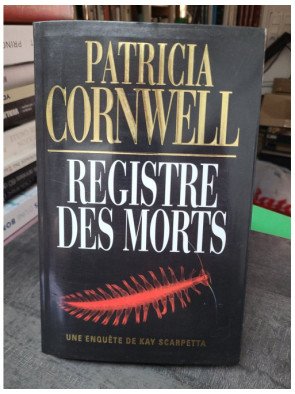 PATRICIA
CORNWELL
REGISTRE
DES MORTS
UNE ENQUÊTE DE KAY SCARPETTA